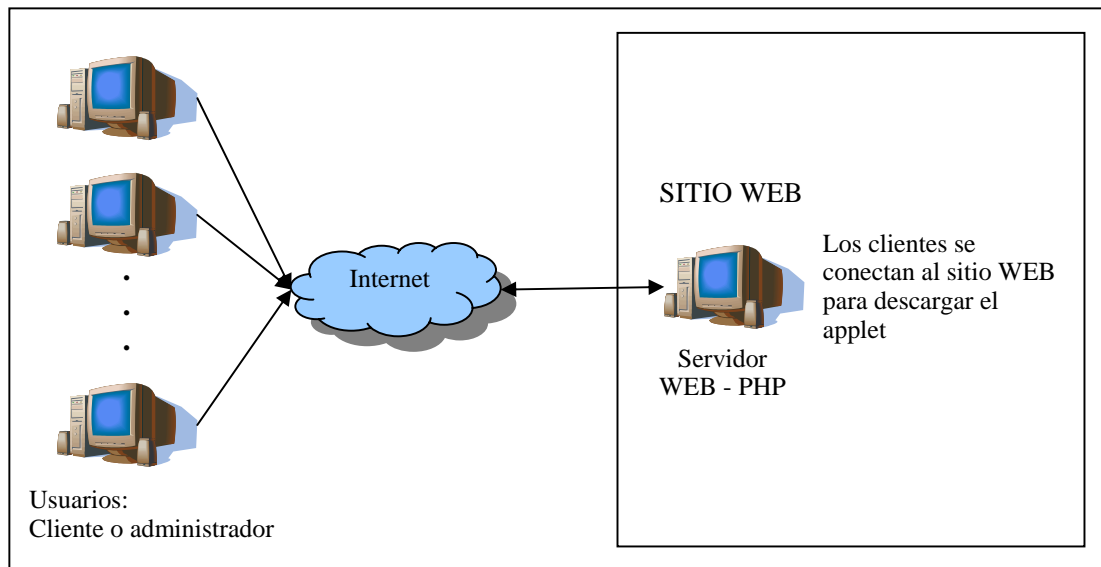 SITIO WEB
Los clientes se
conectan al sitio WEB
para descargar el
applet
Internet
Servidor
WEB - PHP
Usuarios:
Cliente o administrador